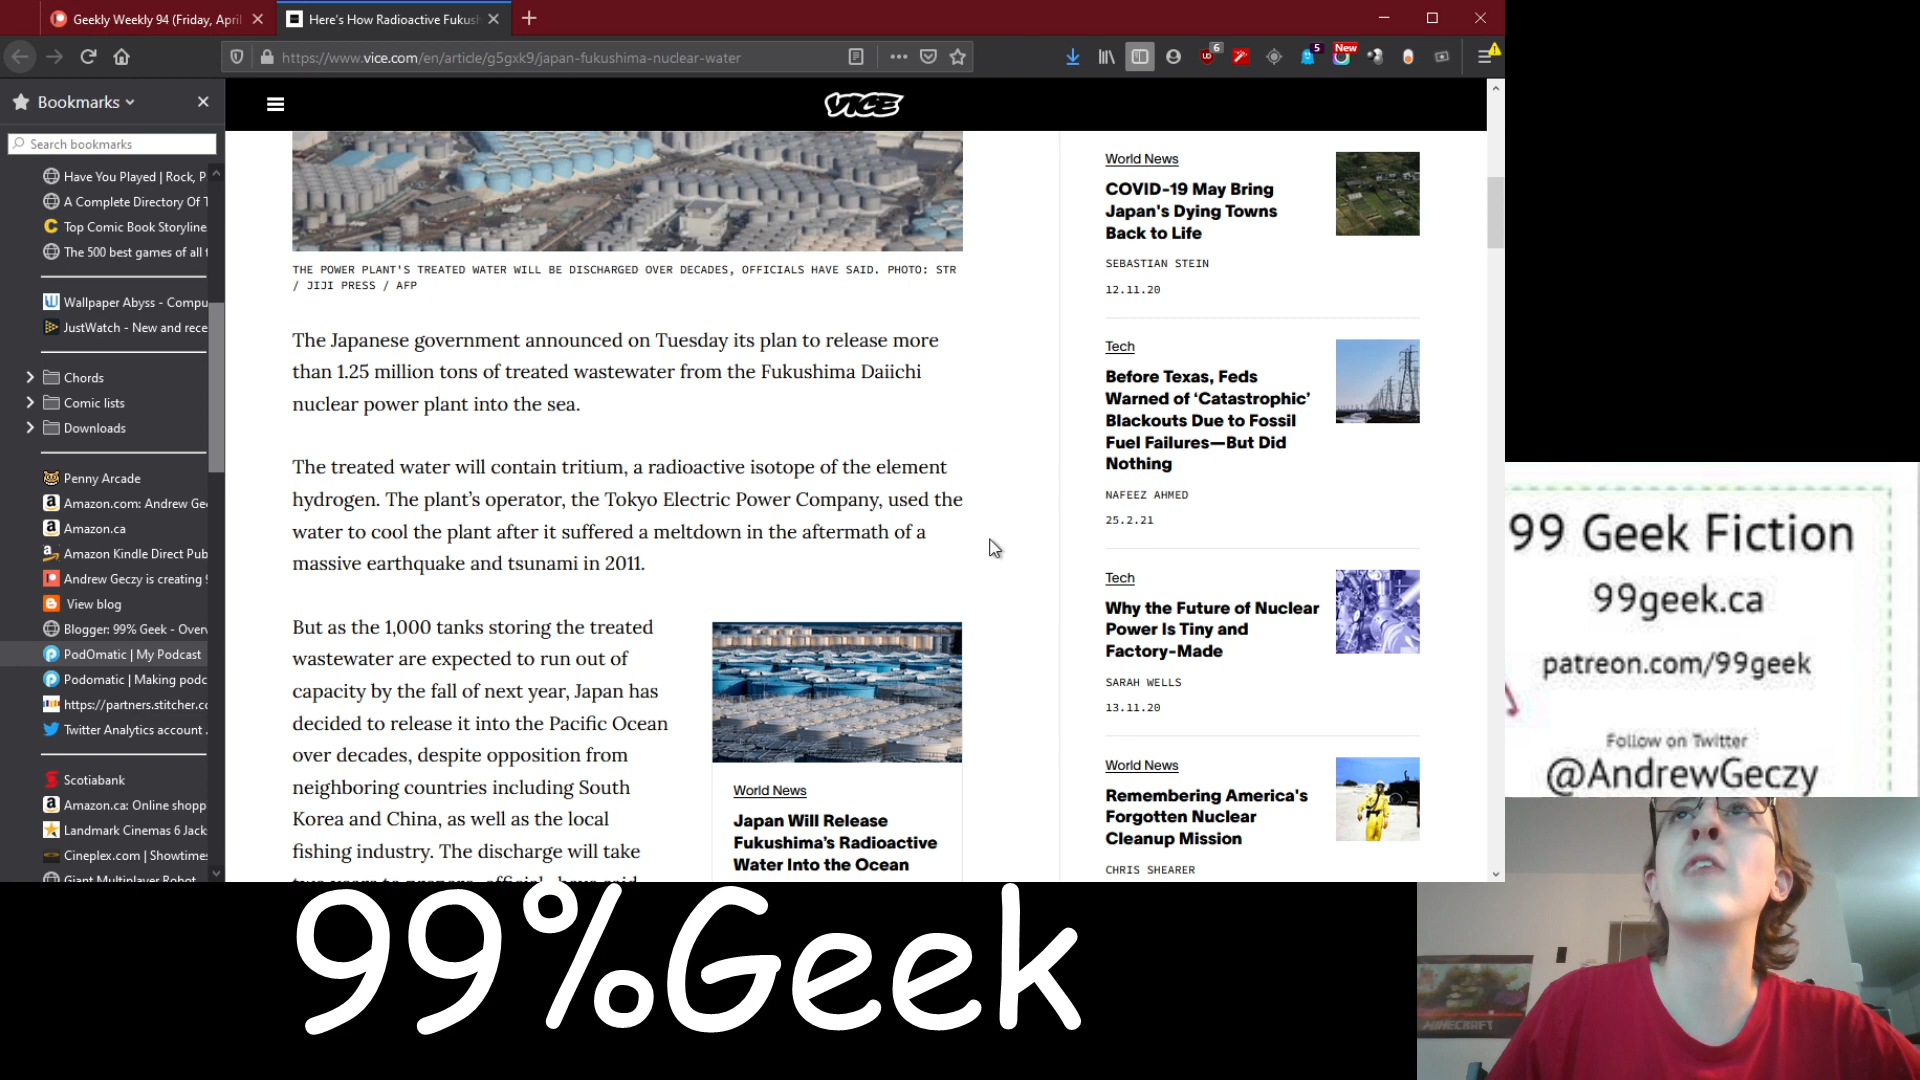 Geekly Weekly 94 (Friday, April
Here's How Radioactive Fukus
https://www.vice.com/en/article/g5gxk9/japan-fukushima-nuclear-water
6
5
New
Bookmarks
Search bookmarks
Have You Played | Rock, P
A Complete Directory Of T
Top Comic Book Storyline
The 500 best games of all t
Wallpaper Abyss - Compu
JustWatch - New and rece
Chords
Comic lists
Downloads
Penny Arcade
Amazon.com: Andrew Ge
Amazon.ca
Amazon Kindle Direct Pub
Andrew Geczy is creating 
View blog
Blogger: 99% Geek - Over
PodOmatic | My Podcast
Podomatic | Making podc
https://partners.stitcher.co
Twitter Analytics account
Scotiabank
Amazon.ca: Online shopp
Landmark Cinemas 6 Jack
Cineplex.com | Showtimes
Giant Multiplayer Robot
VICE
THE POWER PLANT'S TREATED WATER WILL BE DISCHARGED OVER DECADES, OFFICIALS HAVE SAID. PHOTO: STR
/ JIJI PRESS / AFP
The Japanese government announced on Tuesday its plan to release more
than 1.25 million tons of treated wastewater from the Fukushima Daiichi
nuclear power plant into the sea.
The treated water will contain tritium, a radioactive isotope of the element
hydrogen. The plant’s operator, the Tokyo Electric Power Company, used the
water to cool the plant after it suffered a meltdown in the aftermath of a
massive earthquake and tsunami in 2011.
But as the 1,000 tanks storing the treated
wastewater are expected to run out of
capacity by the fall of next year, Japan has
decided to release it into the Pacific Ocean
over decades, despite opposition from
neighboring countries including South
Korea and China, as well as the local
fishing industry. The discharge will take
two years to prepare, officials have said.
World News
Japan Will Release
Fukushima’s Radioactive
Water Into the Ocean
World News
COVID-19 May Bring
Japan's Dying Towns
Back to Life
SEBASTIAN STEIN
12.11.20
Tech
Before Texas, Feds
Warned of ‘Catastrophic’
Blackouts Due to Fossil
Fuel Failures—But Did
Nothing
NAFEEZ AHMED
25.2.21
Tech
Why the Future of Nuclear
Power Is Tiny and
Factory-Made
SARAH WELLS
13.11.20
World News
Remembering America's
Forgotten Nuclear
Cleanup Mission
CHRIS SHEARER
99 Geek Fiction
99geek.ca
patreon.com/99geek
Follow on Twitter
@AndrewGeczy
99%Geek
MINECRAFT